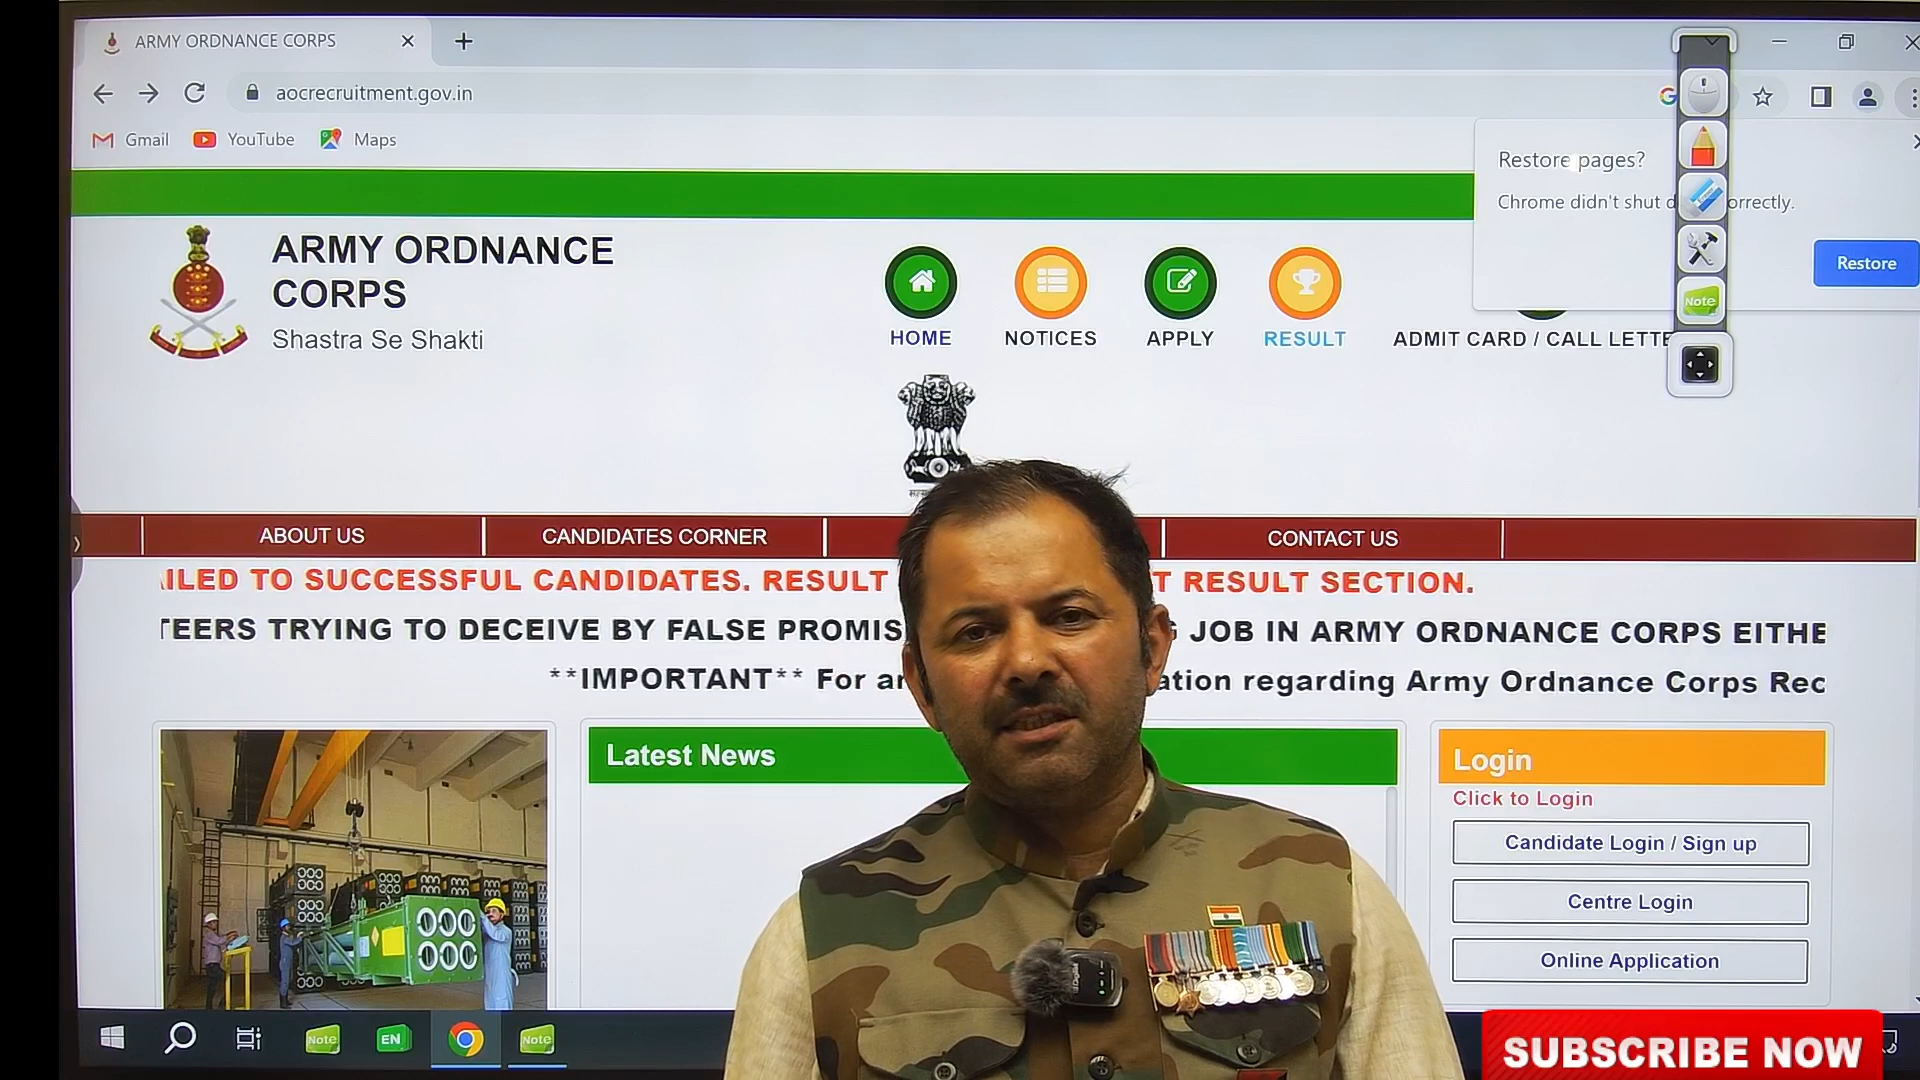 ARMY ORDNANCE CORPS
aocrecruitment.gov.in
Gmail YouTube Maps
Restore pages?
Chrome didn't shut d orrectly.
Restore
Note
ARMY ORDNANCE
CORPS
Shastra Se Shakti
HOME NOTICES APPLY RESULT ADMIT CARD / CALL LETTE
ABOUT US CANDIDATES CORNER CONTACT US
ILED TO SUCCESSFUL CANDIDATES. RESULT T RESULT SECTION.
TEERS TRYING TO DECEIVE BY FALSE PROMIS JOB IN ARMY ORDNANCE CORPS EITHE
**IMPORTANT** For an ation regarding Army Ordnance Corps Rec
Latest News
Login
Click to Login
Candidate Login / Sign up
Centre Login
Online Application
Note EN Note
SUBSCRIBE NOW